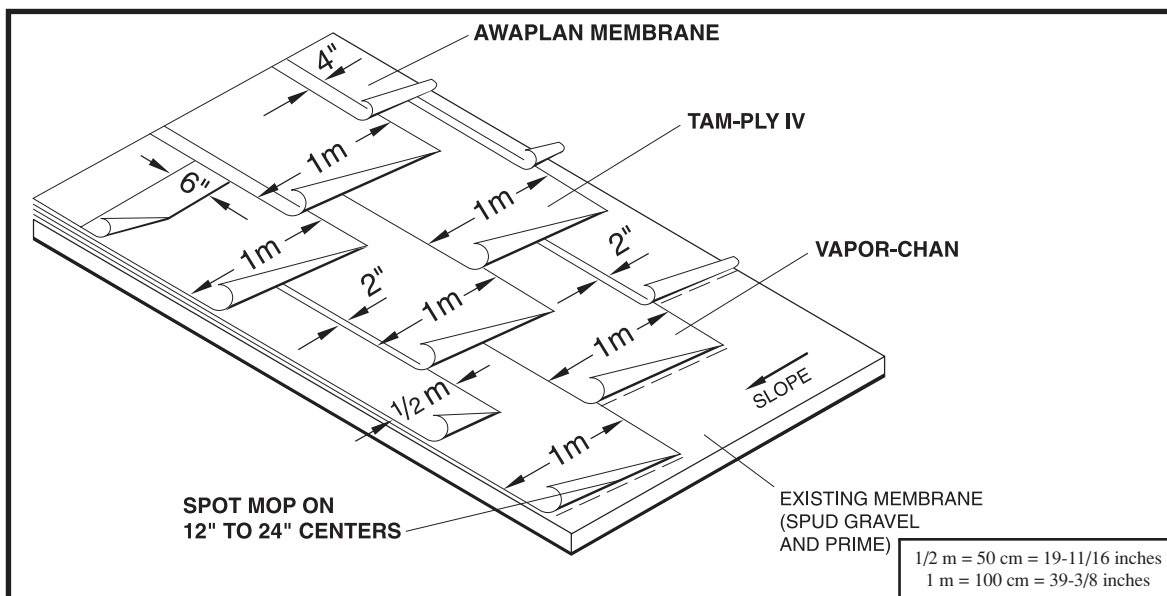 AWAPLAN MEMBRANE
4"
TAM-PLY IV
1m
6"
1m
2"
VAPOR-CHAN
1m
2"
1m
1m
1/2 m
SLOPE
1m
SPOT MOP ON
12" TO 24" CENTERS
EXISTING MEMBRANE
(SPUD GRAVEL
AND PRIME)
1/2 m = 50 cm = 19-11/16 inches
1 m = 100 cm = 39-3/8 inches